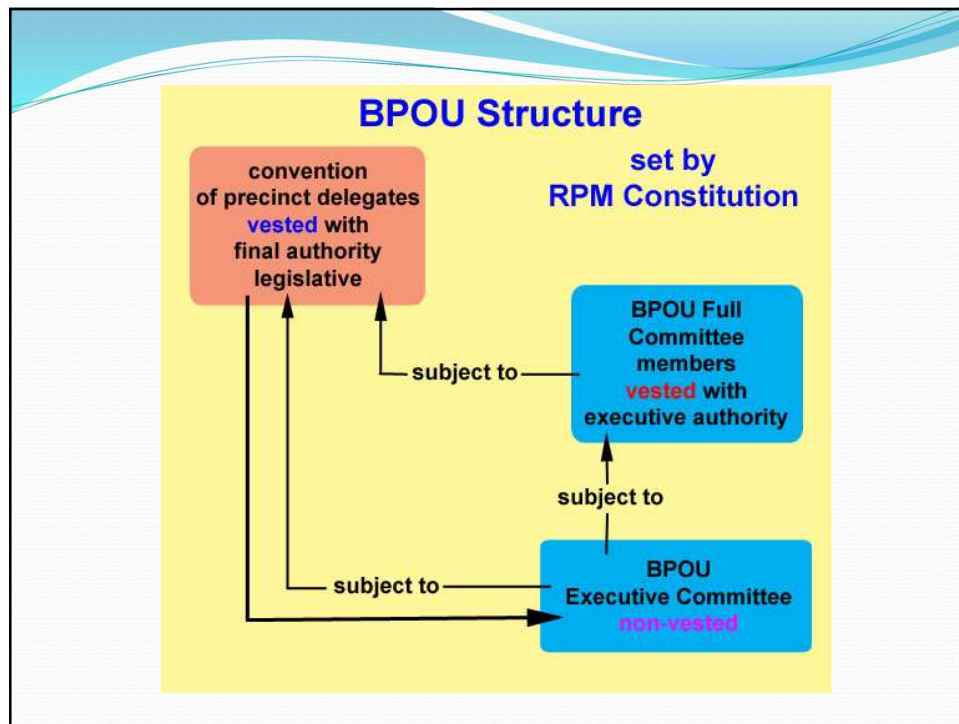 BPOU Structure
set by
RPM Constitution
convention
of precinct delegates
vested with
final authority
legislative
BPOU Full
Committee
members
vested with
executive authority
subject to
subject to
subject to
BPOU
Executive Committee
non-vested